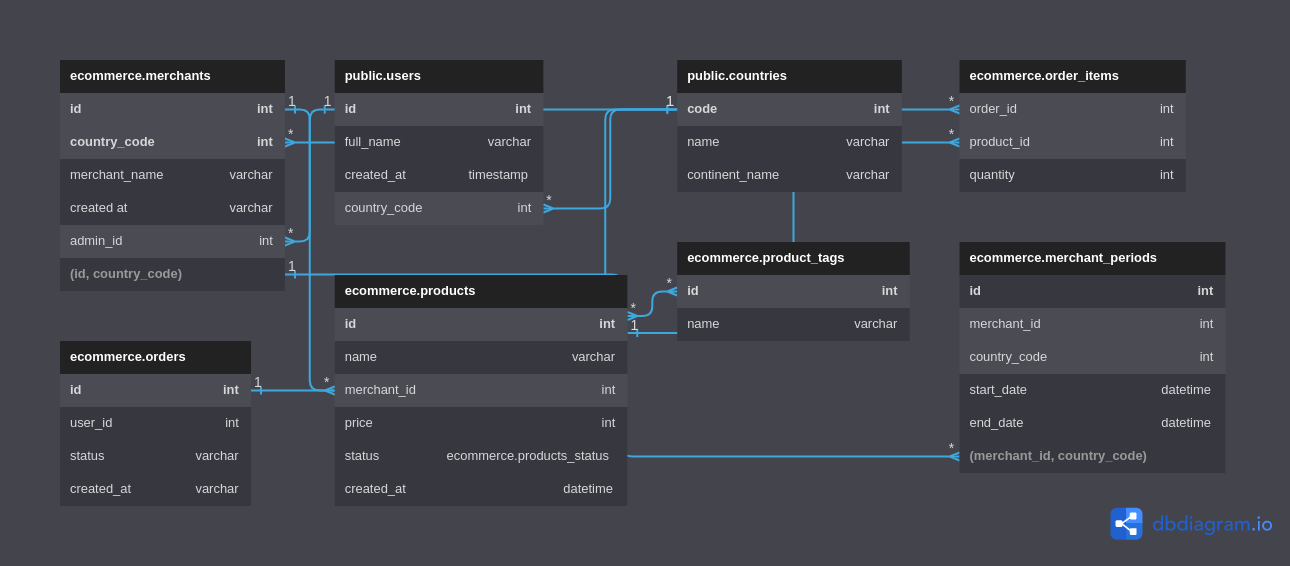 ecommerce.merchants
id int
country_code int
merchant_name varchar
created at varchar
admin_id int
(id, country_code)
1
*
*
1
public.users
id int
full_name varchar
created_at timestamp
country_code int
1
*
public.countries
code int
name varchar
continent_name varchar
1
ecommerce.order_items
order_id int
product_id int
quantity int
*
*
ecommerce.products
id int
name varchar
merchant_id int
price int
status ecommerce.products_status
created_at datetime
*
1
*
ecommerce.product_tags
id int
name varchar
*
ecommerce.merchant_periods
id int
merchant_id int
country_code int
start_date datetime
end_date datetime
(merchant_id, country_code)
*
ecommerce.orders
id int
user_id int
status varchar
created_at varchar
1
dbdiagram.io